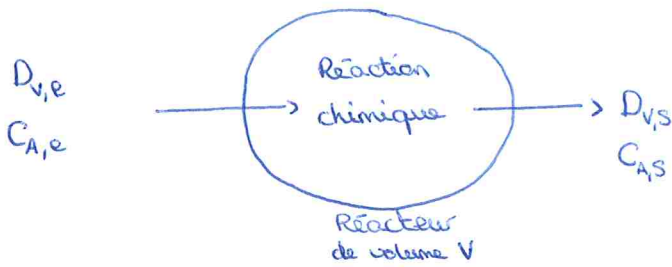 D_{V,e}
C_{A,e}
Réaction
chimique
D_{V,S}
C_{A,S}
Réacteur
de volume V